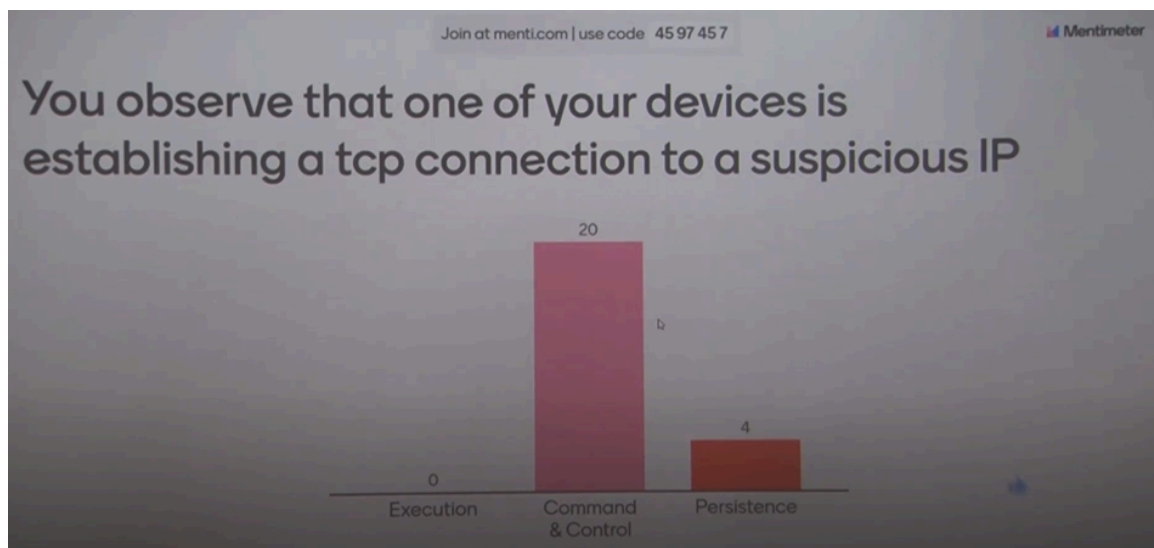 Join at menti.com | use code 45 97 45 7
Mentimeter
You observe that one of your devices is
establishing a tcp connection to a suspicious IP
20
4
0
Execution
Command
& Control
Persistence